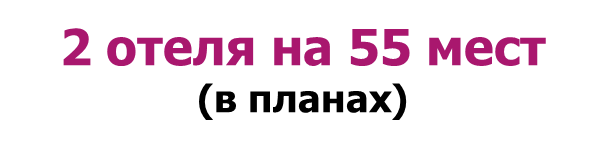 2 отеля на 55 мест
(в планах)